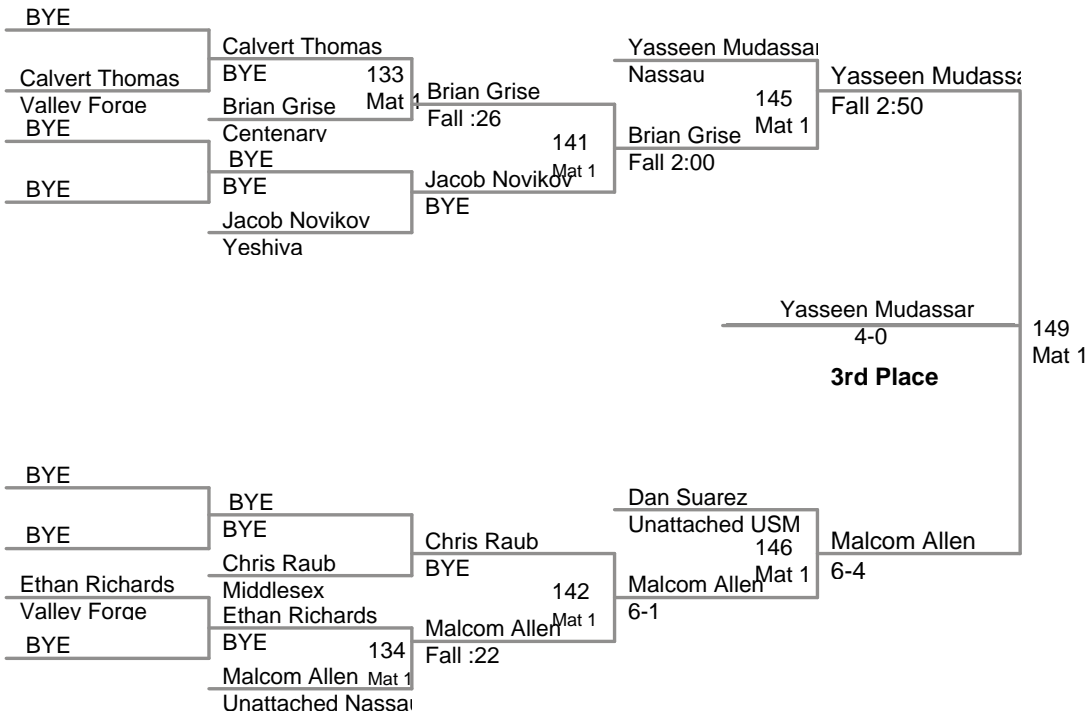 BYE
Calvert Thomas
Valley Forge
BYE
BYE
Calvert Thomas
BYE
133
Mat 1
Brian Grise
Centenary
BYE
BYE
Jacob Novikov
Yeshiva
Brian Grise
Fall :26
141
Mat 1
Jacob Novikov
BYE
Yasseen Mudassar
Nassau
145
Mat 1
Brian Grise
Fall 2:00
Yasseen Mudassa
Fall 2:50
Yasseen Mudassar
4-0
3rd Place
149
Mat 1
BYE
BYE
Ethan Richards
Valley Forge
BYE
BYE
BYE
Chris Raub
Middlesex
Ethan Richards
BYE
134
Mat 1
Malcom Allen
Unattached Nassau
Chris Raub
BYE
142
Mat 1
Malcom Allen
Fall :22
Dan Suarez
Unattached USM
146
Mat 1
Malcom Allen
6-1
Malcom Allen
6-4